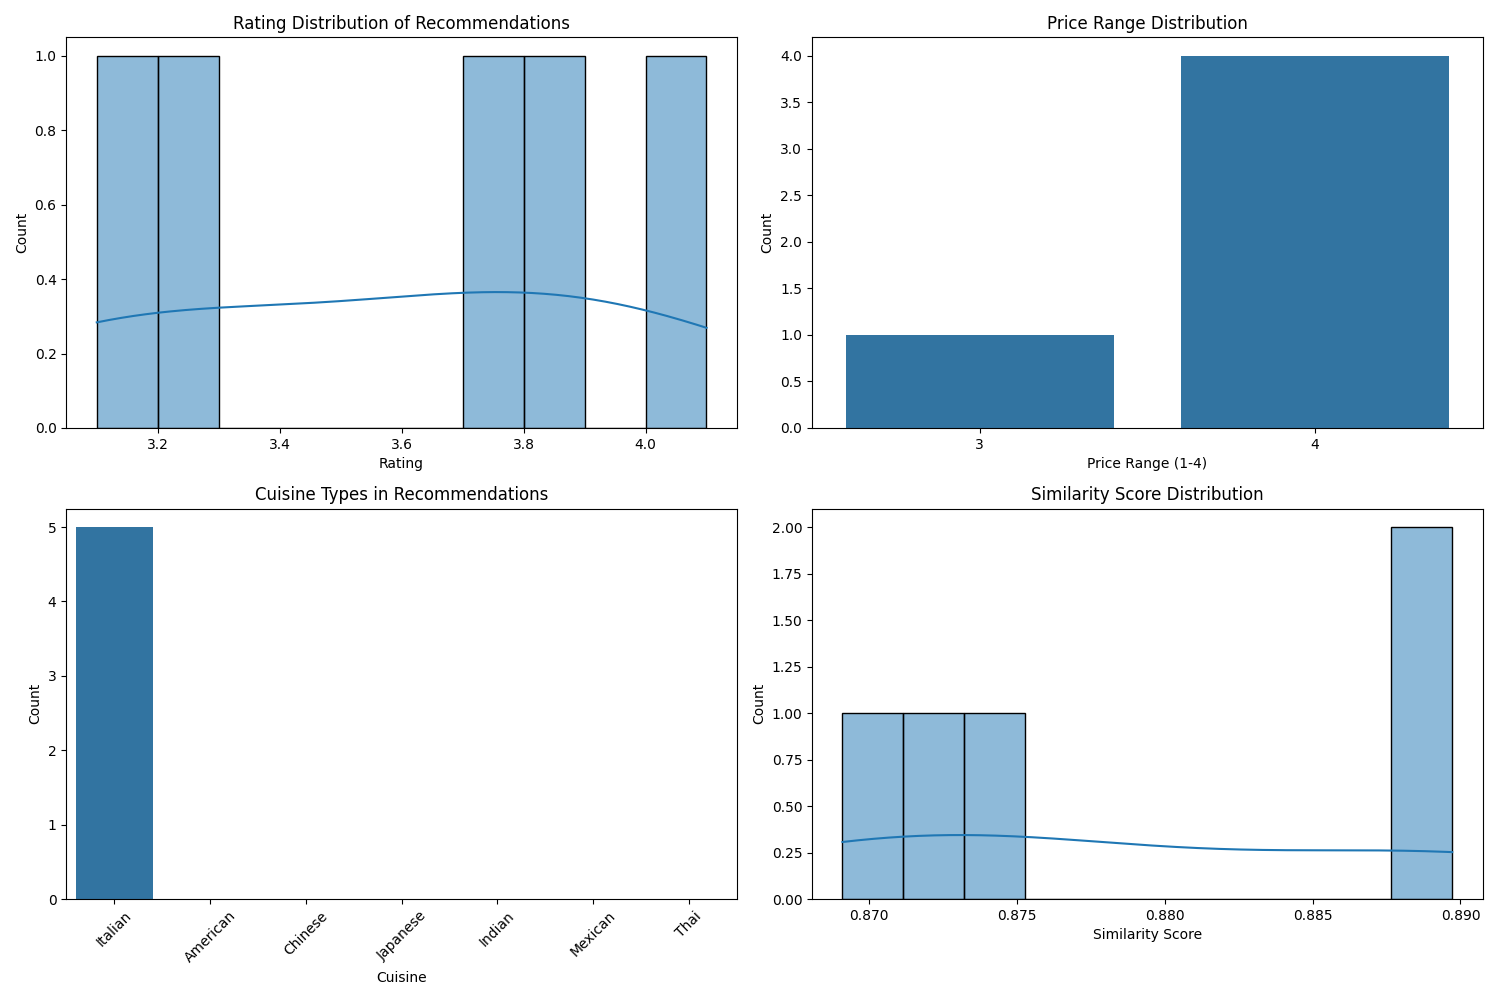 Rating Distribution of Recommendations
1.0
0.8
0.6
0.4
0.2
0.0
Count
3.2 3.4 3.6 3.8 4.0
Rating
Price Range Distribution
4.0
3.5
3.0
2.5
2.0
1.5
1.0
0.5
0.0
Count
3 4
Price Range (1-4)
Cuisine Types in Recommendations
5
4
3
2
1
0
Count
Italian American Chinese Japanese Indian Mexican Thai
Cuisine
Similarity Score Distribution
2.00
1.75
1.50
1.25
1.00
0.75
0.50
0.25
0.00
Count
0.870 0.875 0.880 0.885 0.890
Similarity Score